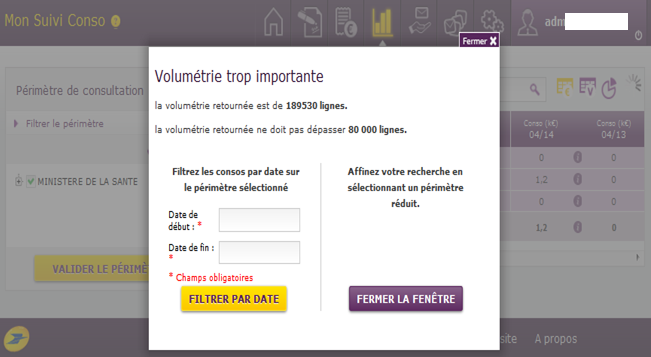 Mon Suivi Conso
adm
Fermer X
Volumétrie trop importante
la volumétrie retournée est de 189530 lignes.
la volumétrie retournée ne doit pas dépasser 80 000 lignes.
Périmètre de consultation
Filtrer le périmètre
MINISTERE DE LA SANTE
VALIDER LE PÉRIMÈ
Filtrez les consos par date sur
le périmètre sélectionné
Date de
début : *
Date de fin :
*
* Champs obligatoires
FILTRER PAR DATE
Affinez votre recherche en
sélectionnant un périmètre
réduit.
FERMER LA FENÊTRE
Conso (k€) Conso (k€)
04/14 04/13
0 0
1,2 0
0 0
1,2 0
site A propos